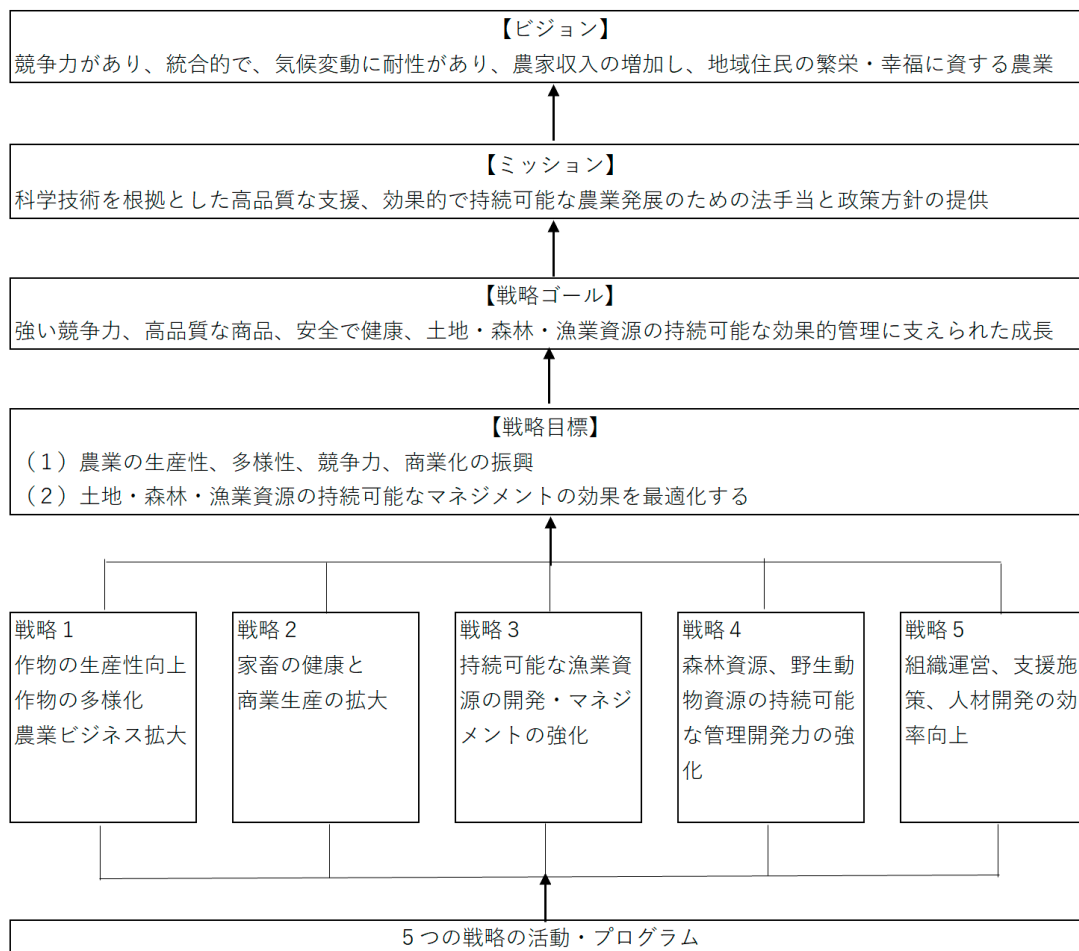 【ビジョン】
競争力があり、統合的で、気候変動に耐性があり、農家収入の増加し、地域住民の繁栄・幸福に資する農業
【ミッション】
科学技術を根拠とした高品質な支援、効果的で持続可能な農業発展のための法手当と政策方針の提供
【戦略ゴール】
強い競争力、高品質な商品、安全で健康、土地・森林・漁業資源の持続可能な効果的管理に支えられた成長
【戦略目標】
（１）農業の生産性、多様性、競争力、商業化の振興
（２）土地・森林・漁業資源の持続可能なマネジメントの効果を最適化する
戦略１
作物の生産性向上
作物の多様化
農業ビジネス拡大
戦略２
家畜の健康と
商業生産の拡大
戦略３
持続可能な漁業資
源の開発・マネジ
メントの強化
戦略４
森林資源、野生動
物資源の持続可能
な管理開発力の強
化
戦略５
組織運営、支援施
策、人材開発の効
率向上
５つの戦略の活動・プログラム